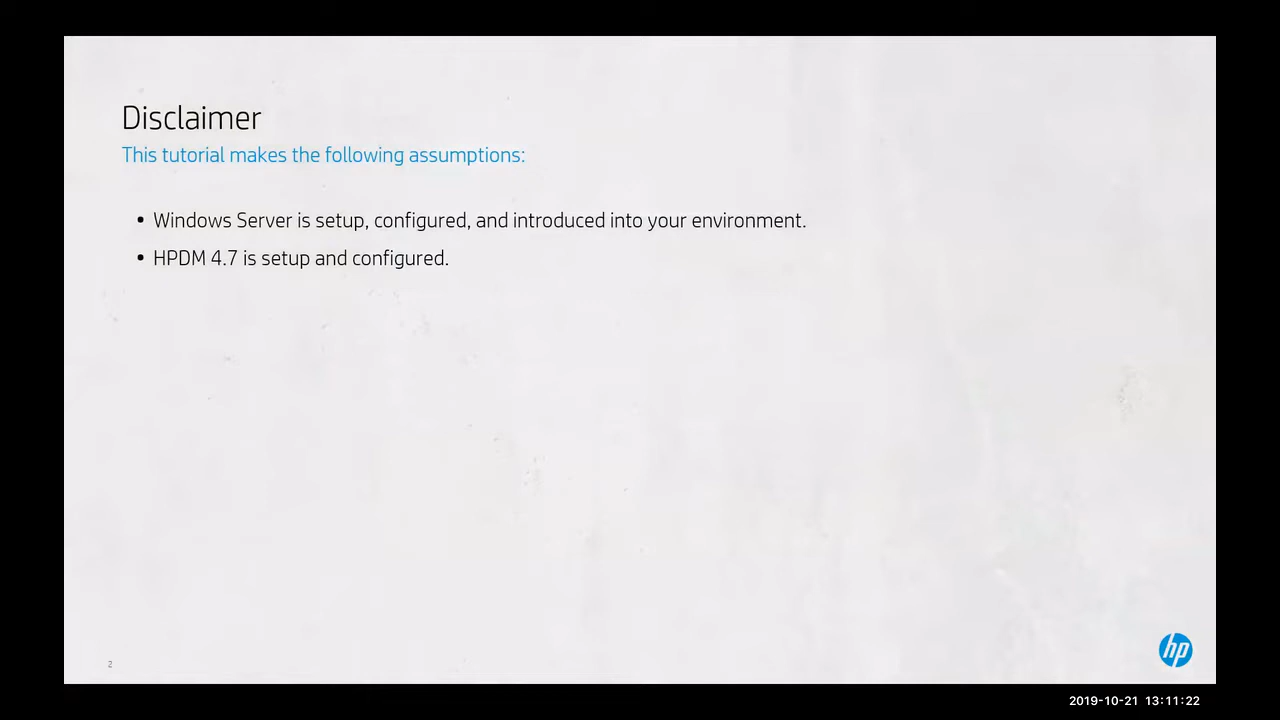 Disclaimer
This tutorial makes the following assumptions:
• Windows Server is setup, configured, and introduced into your environment.
• HPDM 4.7 is setup and configured.
2
hp
2019-10-21 13:11:22